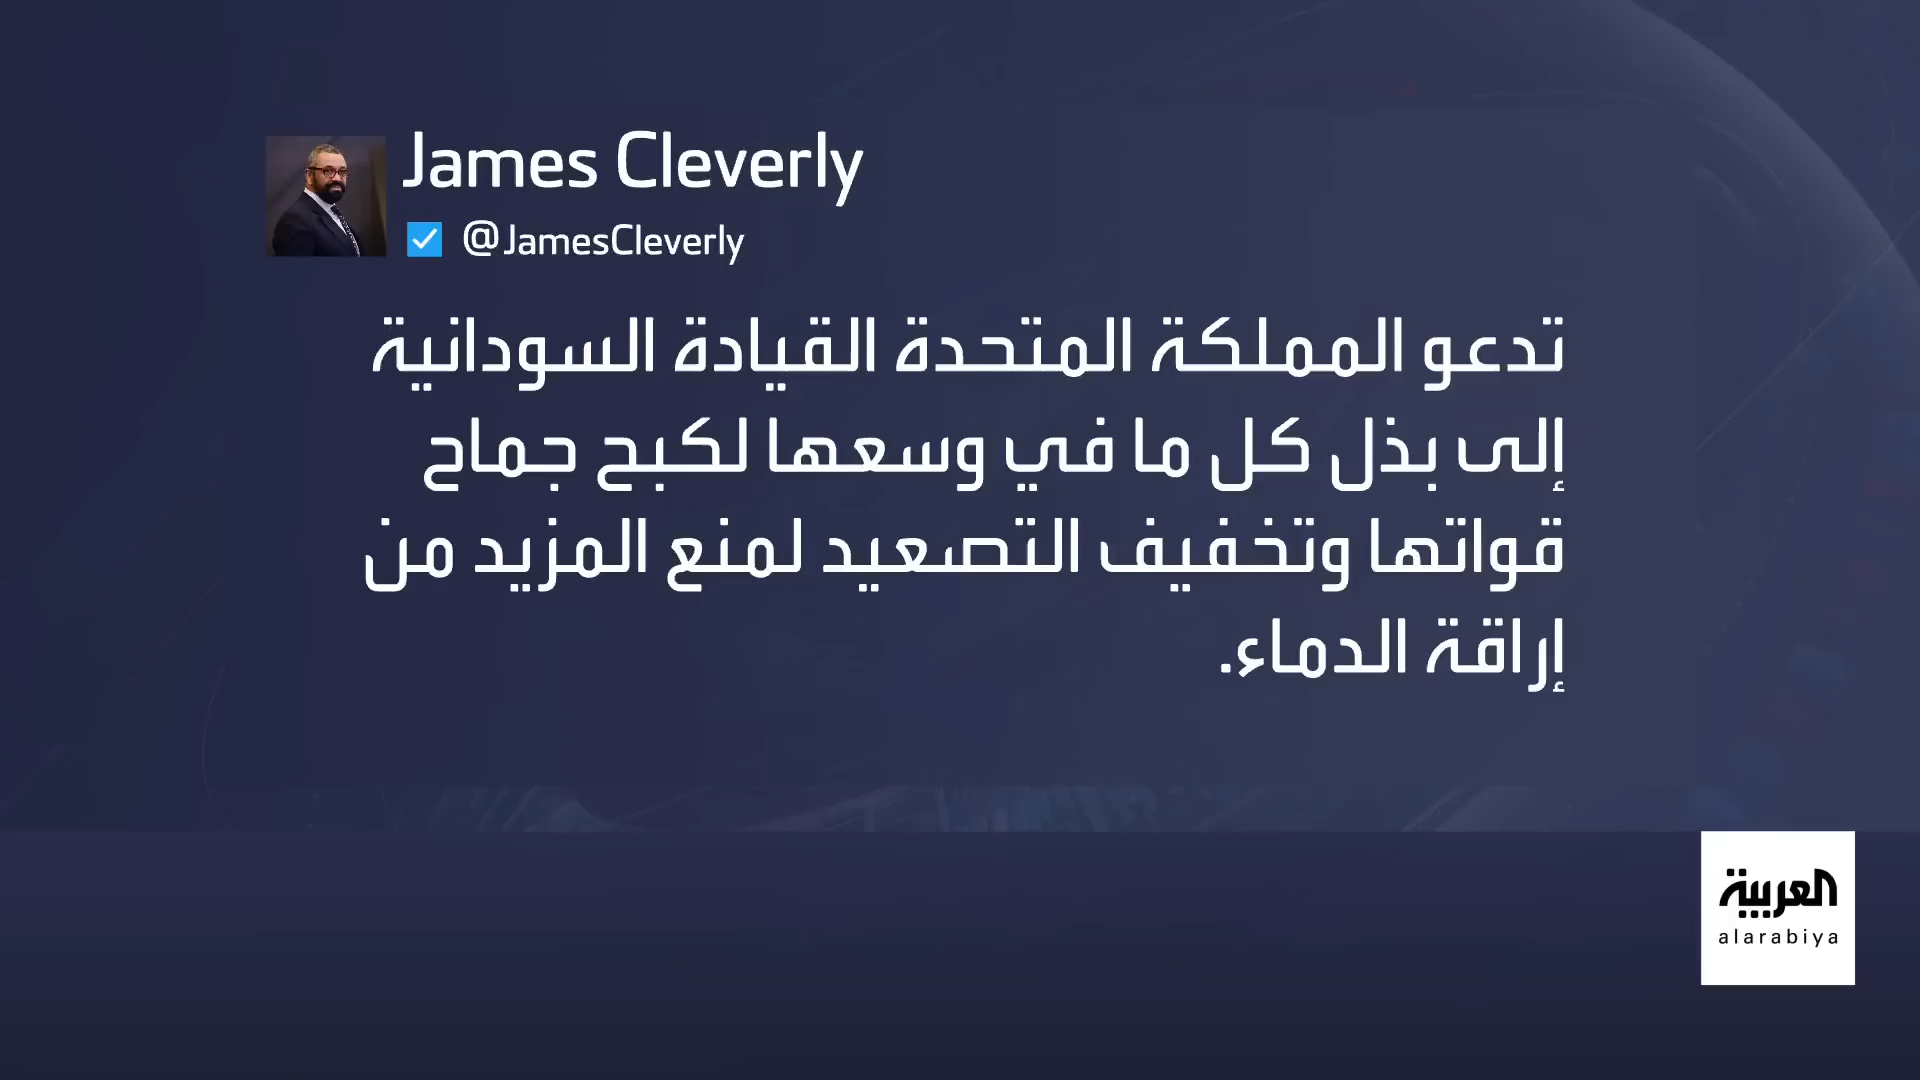 James Cleverly
@JamesCleverly
تدعو المملكة المتحدة القيادة السودانية
إلى بذل كل ما في وسعها لكبح جماح
قواتها وتخفيف التصعيد لمنع المزيد من
إراقة الدماء.
العربية
alarabiya